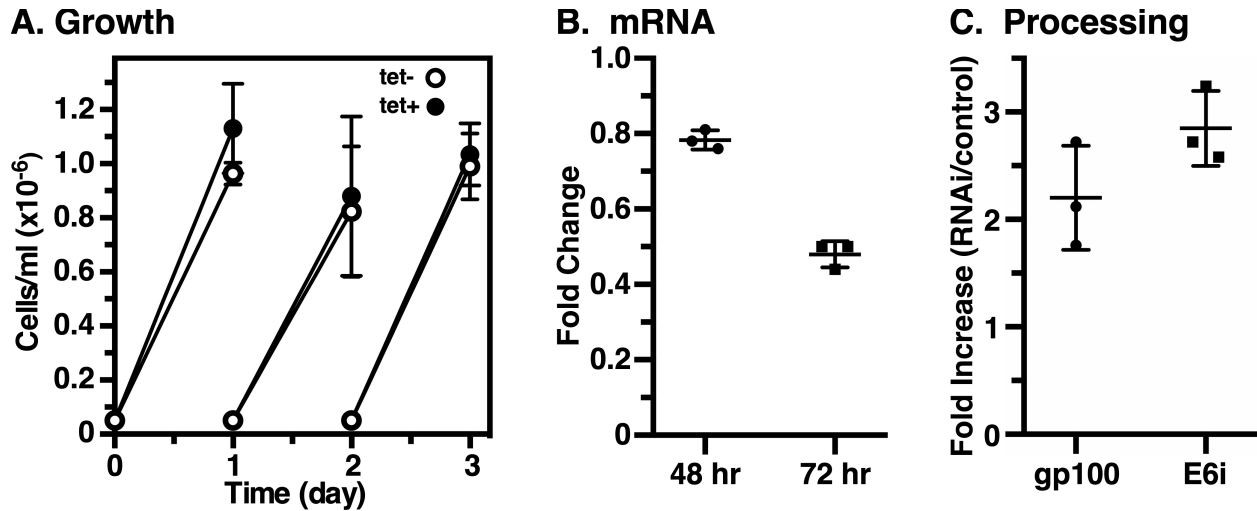 A. Growth
Cells/ml (x10-6)
tet-
tet+
1.2
1.0
0.8
0.6
0.4
0.2
0
0 1 2 3
Time (day)
B. mRNA
Fold Change
1.0
0.8
0.6
0.4
0.2
0
48 hr 72 hr
C. Processing
Fold Increase (RNAi/control)
3
2
1
0
gp100 E6i